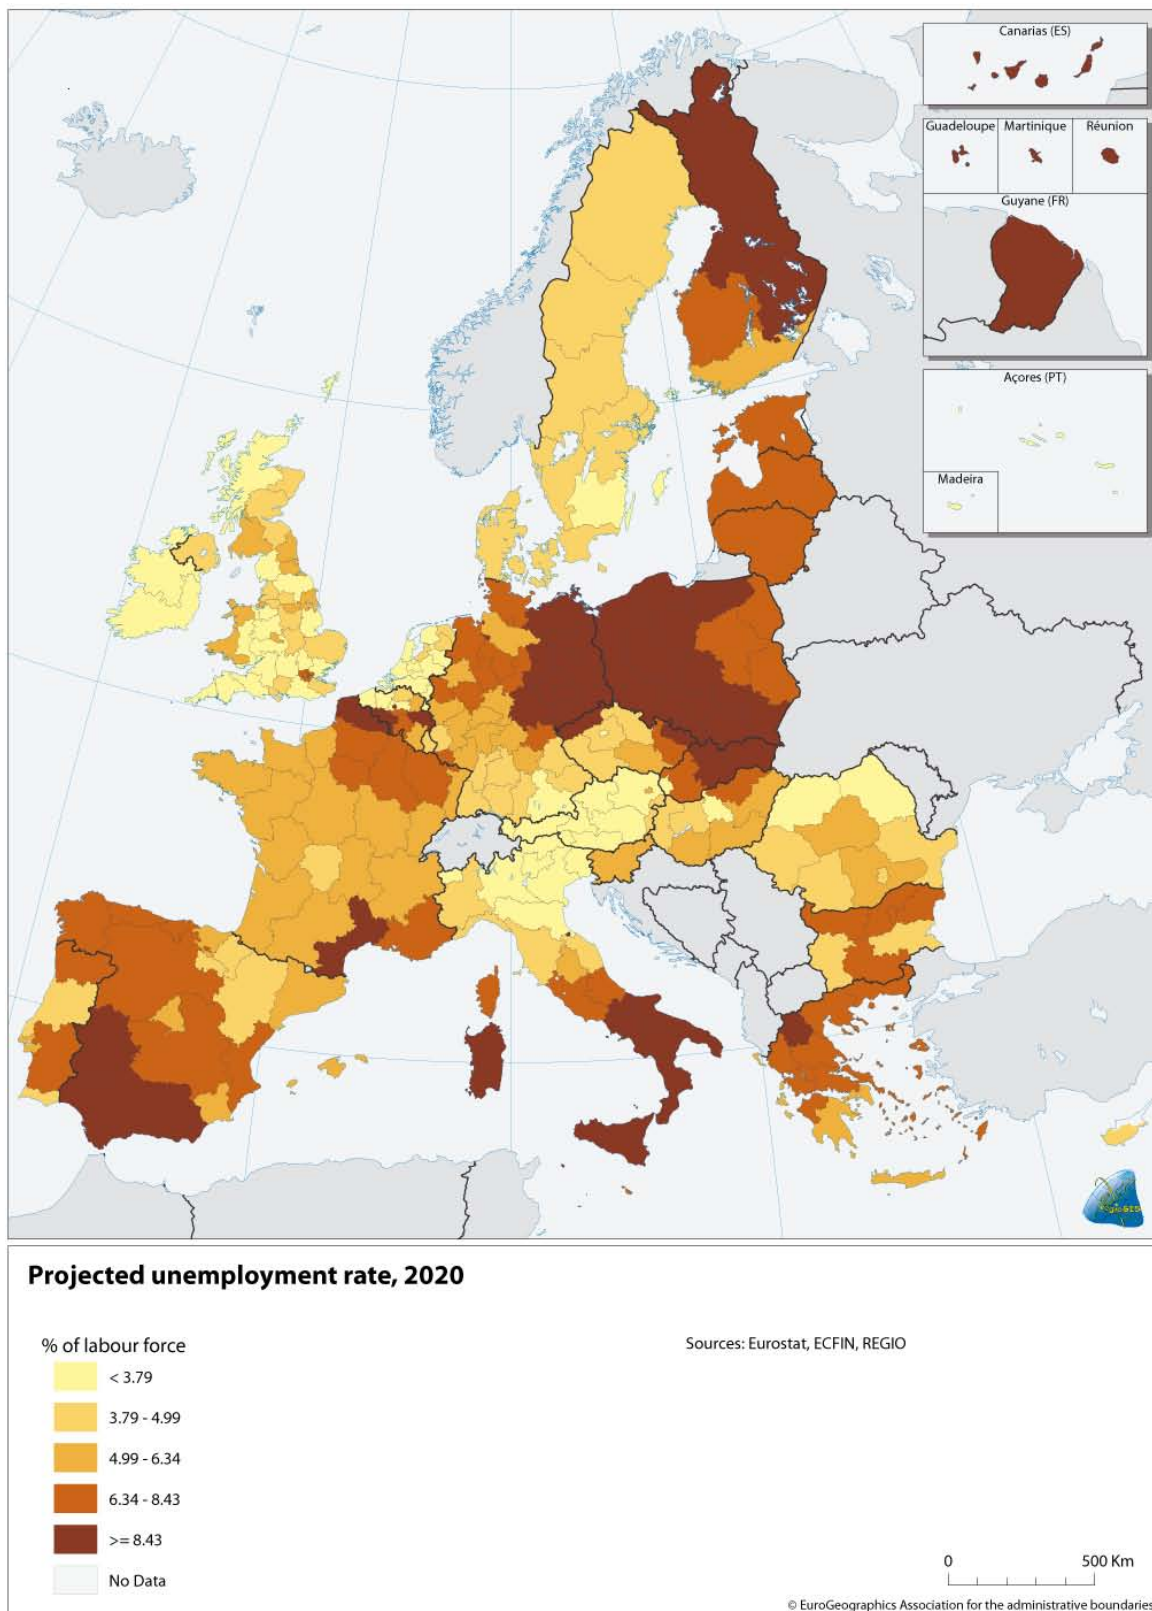 Canarias (ES)
Guadeloupe
Martinique
Réunion
Guyane (FR)
Açores (PT)
Madeira
Projected unemployment rate, 2020
% of labour force
Sources: Eurostat, ECFIN, REGIO
< 3.79
3.79 - 4.99
4.99 - 6.34
6.34 - 8.43
>= 8.43
No Data
0
500 Km
© EuroGeographics Association for the administrative boundaries